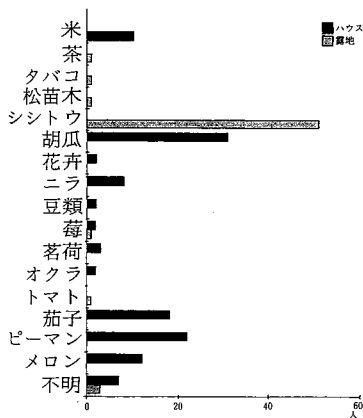 ハウス
露地
米
茶
タバコ
松苗木
シシトウ
胡瓜
花卉
ニラ
豆類
苺
茗荷
オクラ
トマト
茄子
ピーマン
メロン
不明
0 20 40 60
人